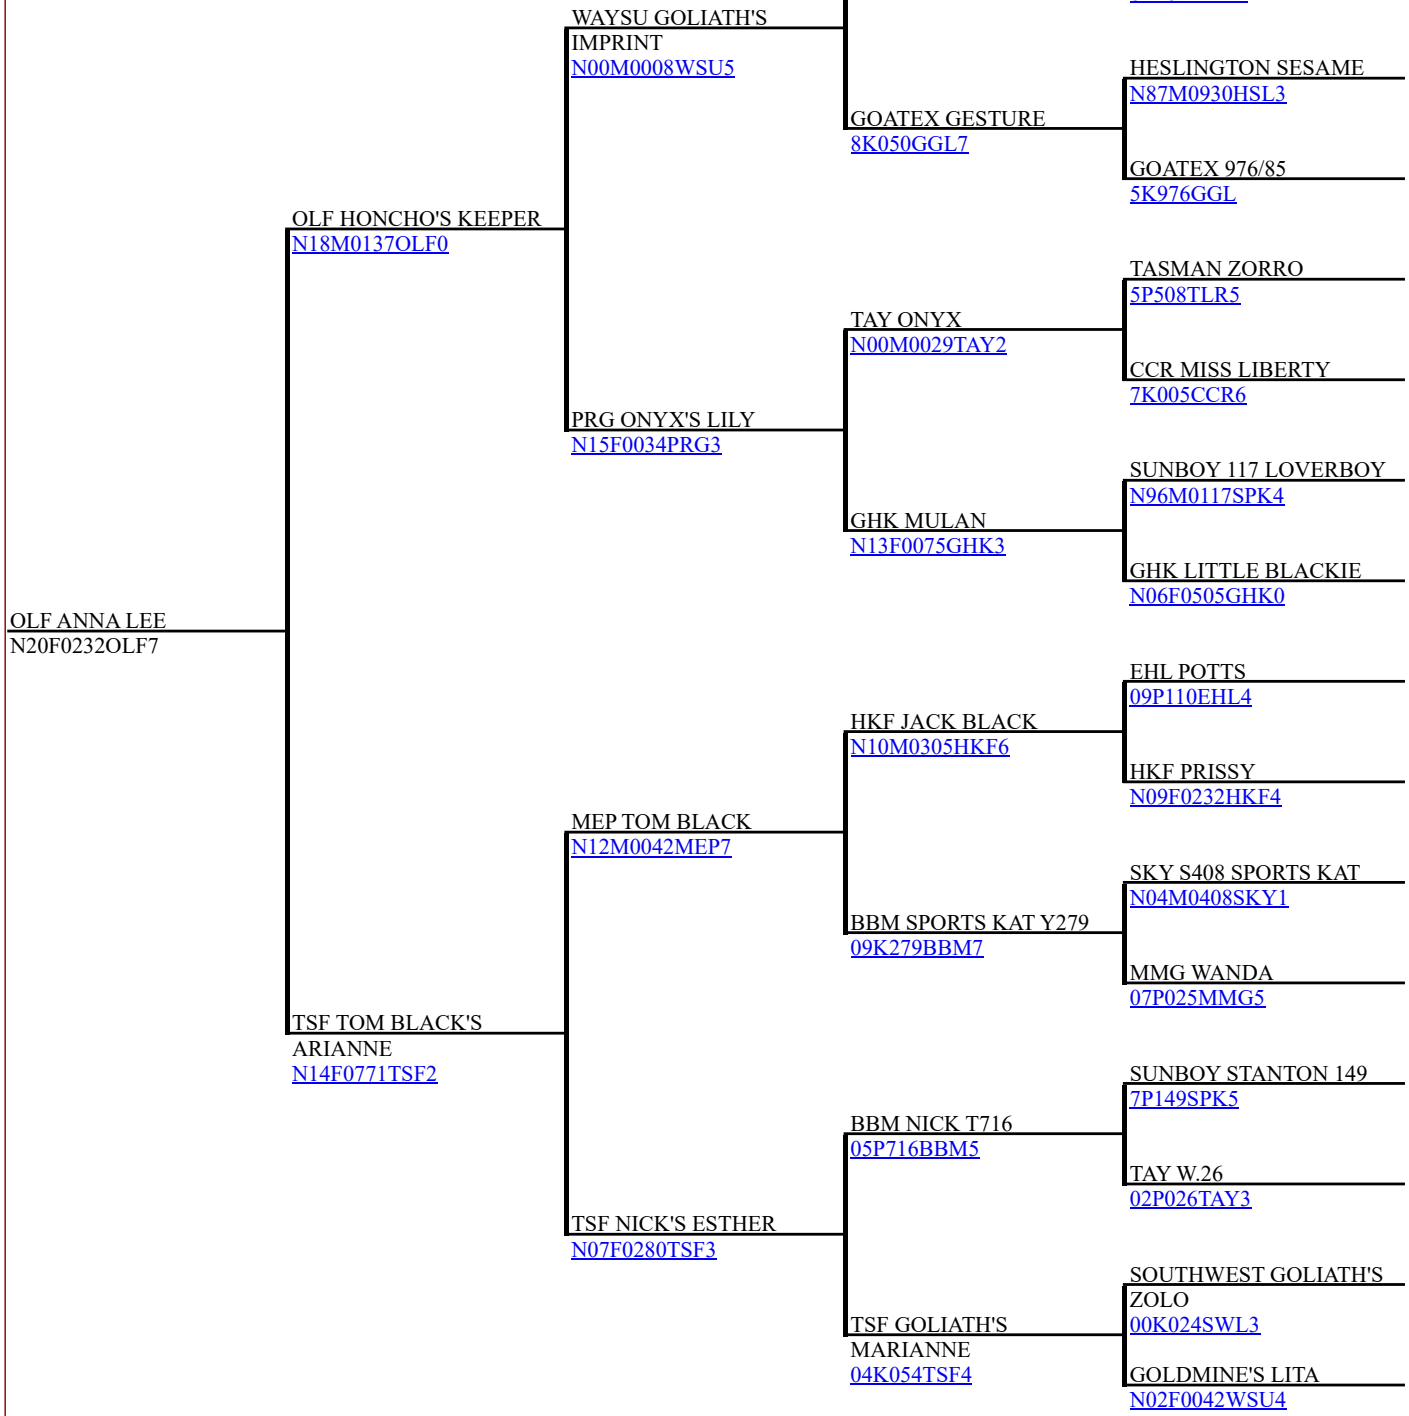 WAYSU GOLIATH'S
IMPRINT
N00M0008WSU5
HESLINGTON SESAME
N87M0930HSL3
GOATEX GESTURE
8K050GGL7
GOATEX 976/85
5K976GGL
OLF HONCHO'S KEEPER
N18M0137OLF0
TASMAN ZORRO
5P508TLR5
TAY ONYX
N00M0029TAY2
CCR MISS LIBERTY
7K005CCR6
PRG ONYX'S LILY
N15F0034PRG3
SUNBOY 117 LOVERBOY
N96M0117SPK4
GHK MULAN
N13F0075GHK3
GHK LITTLE BLACKIE
N06F0505GHK0
OLF ANNA LEE
N20F0232OLF7
EHL POTTS
09P110EHL4
HKF JACK BLACK
N10M0305HKF6
HKF PRISSY
N09F0232HKF4
MEP TOM BLACK
N12M0042MEP7
SKY S408 SPORTS KAT
N04M0408SKY1
BBM SPORTS KAT Y279
09K279BBM7
MMG WANDA
07P025MMG5
TSF TOM BLACK'S
ARIANNE
N14F0771TSF2
SUNBOY STANTON 149
7P149SPK5
BBM NICK T716
05P716BBM5
TAY W.26
02P026TAY3
TSF NICK'S ESTHER
N07F0280TSF3
SOUTHWEST GOLIATH'S
ZOLO
00K024SWL3
TSF GOLIATH'S
MARIANNE
04K054TSF4
GOLDMINE'S LITA
N02F0042WSU4